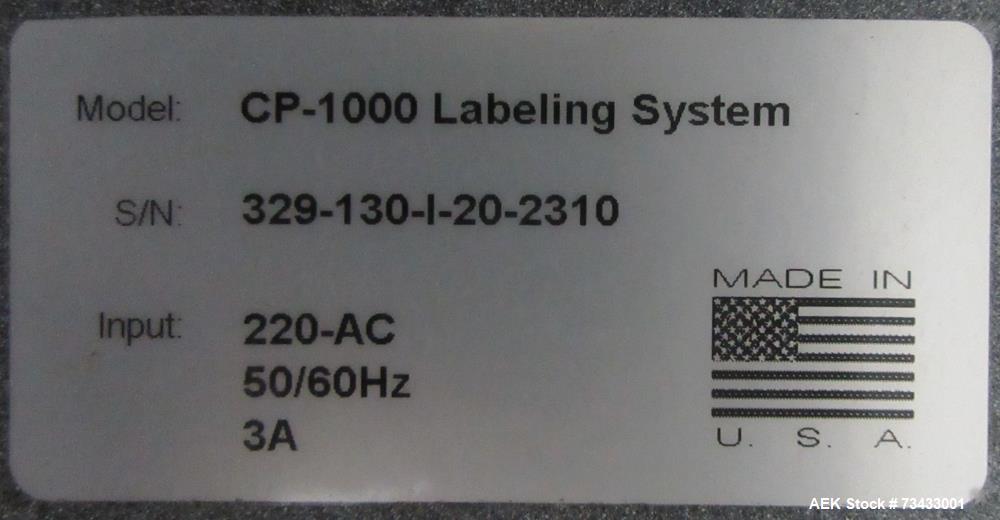 Model: CP-1000 Labeling System
S/N: 329-130-I-20-2310
Input: 220-AC
50/60Hz
3A
MADE IN
U. S. A.
AEK Stock # 73433001